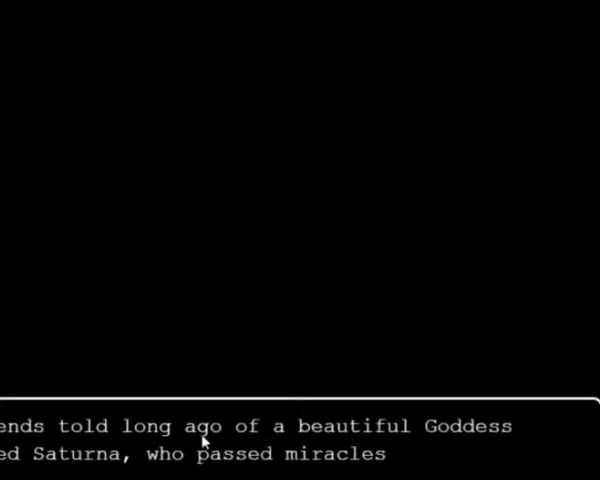 ends told long ago of a beautiful Goddess
ed Saturna, who passed miracles